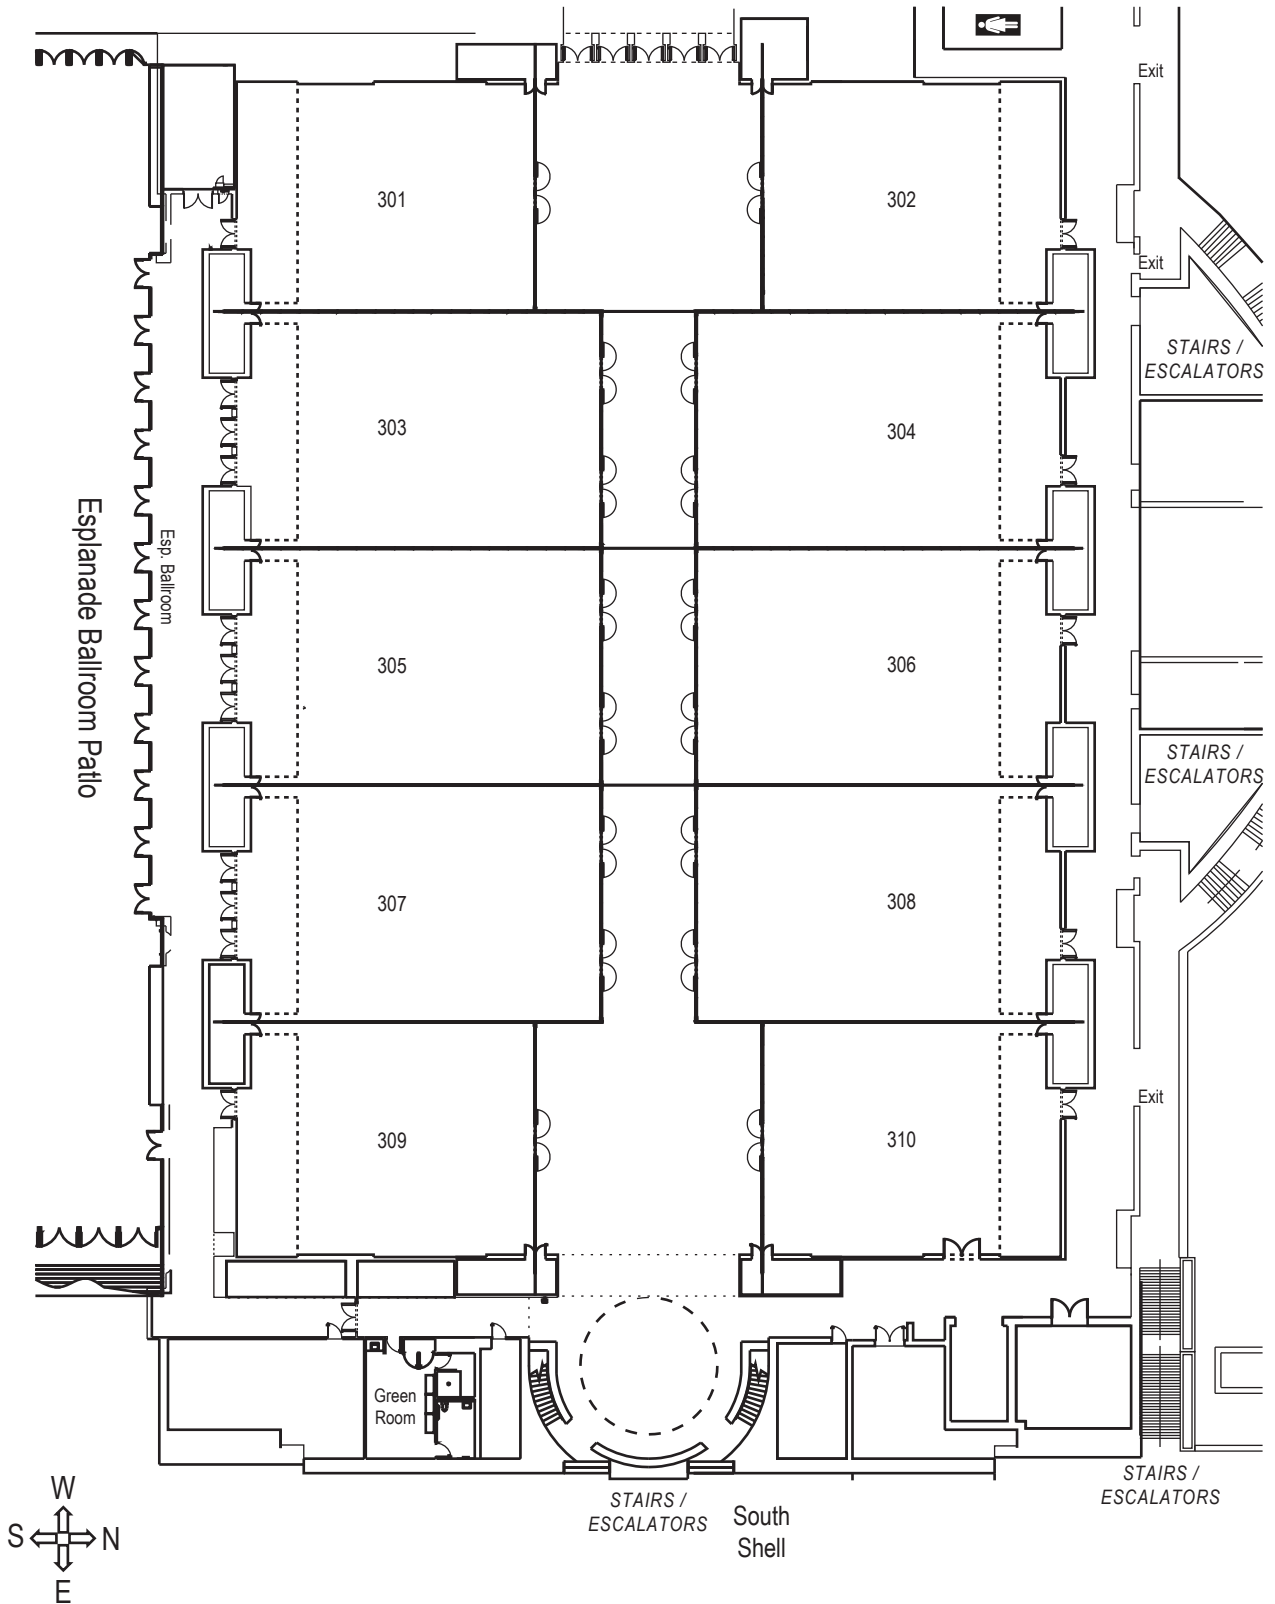 Exit
301
302
Exit
STAIRS /
ESCALATORS
303
304
Esplanade Ballroom Patlo
Esp. Ballroom
305
306
STAIRS /
ESCALATORS
307
308
Exit
309
310
Green
Room
STAIRS /
ESCALATORS
South
Shell
STAIRS /
ESCALATORS
W
S
N
E